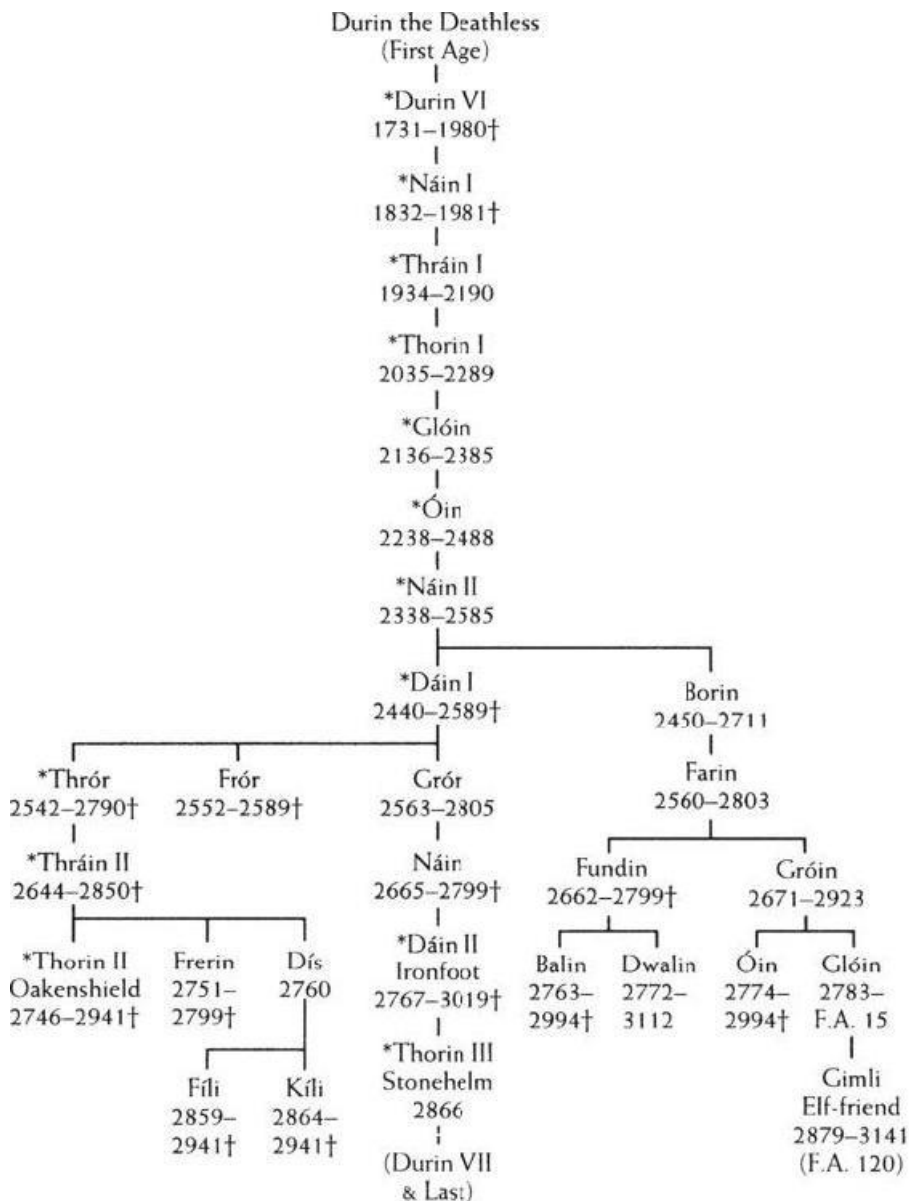 Durin the Deathless
(First Age)
*Durin VI
1731–1980†
*Náin I
1832–1981†
*Thráin I
1934–2190
*Thorin I
2035–2289
*Glóin
2136–2385
*Óin
2238–2488
*Náin II
2338–2585
*Dáin I
2440–2589†
Borin
2450–2711
*Thrór
2542–2790†
Frór
2552–2589†
Grór
2563–2805
Farin
2560–2803
*Thráin II
2644–2850†
Náin
2665–2799†
Fundin
2662–2799†
Gróin
2671–2923
*Thorin II
Oakenshield
2746–2941†
Frerin
2751–
2799†
Dís
2760
*Dáin II
Ironfoot
2767–3019†
Balin
2763–
2994†
Dwalin
2772–
3112
Óin
2774–
2994†
Glóin
2783–
F.A. 15
Fíli
2859–
2941†
Kíli
2864–
2941†
*Thorin III
Stonehelm
2866
Gimli
Elf-friend
2879–3141
(F.A. 120)
(Durin VII
& Last)